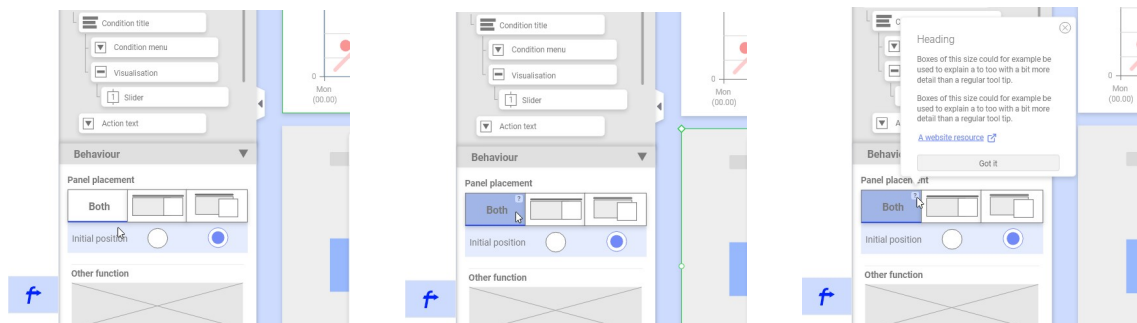 Condition title
Condition menu
Visualisation
Slider
Action text
0
Mon
(00.00)
Behaviour
Panel placement
Both
Initial position
Other function
Condition title
Condition menu
Visualisation
Slider
Action text
0
Mon
(00.00)
Behaviour
Panel placement
Both
?
Initial position
Other function
Heading
Boxes of this size could for example be
used to explain a to too with a bit more
detail than a regular tool tip.
Boxes of this size could for example be
used to explain a to too with a bit more
detail than a regular tool tip.
A website resource
Got it
0
Mon
(00.00)
Behavi
Panel placement
Both
?
Initial position
Other function